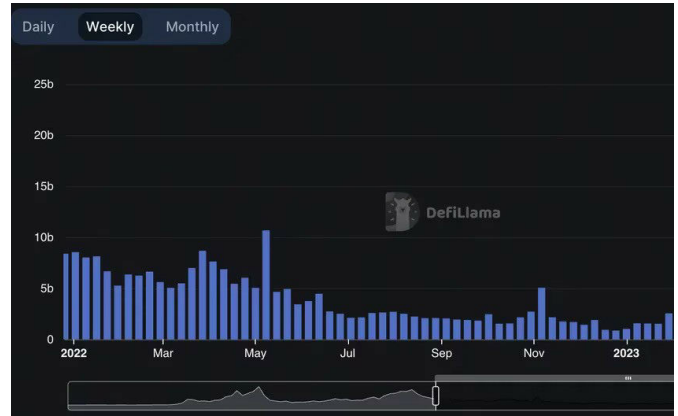 Daily Weekly Monthly
25b
20b
15b
DefiLlama
10b
5b
0
2022 Mar May Jul Sep Nov 2023